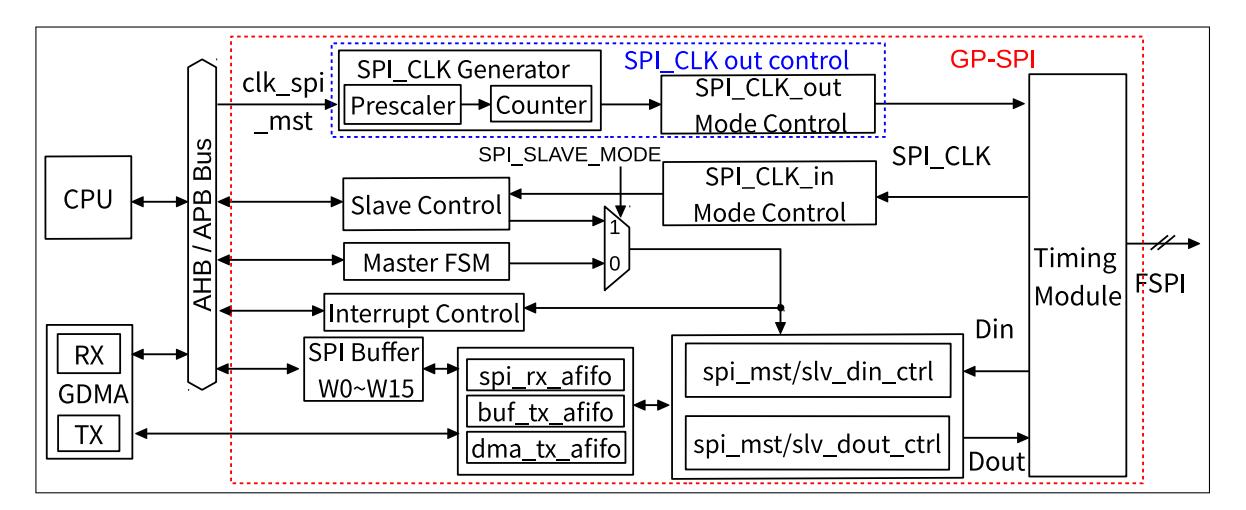 SPI_CLK out control
GP-SPI
clk_spi
_mst
SPI_CLK Generator
Prescaler
Counter
SPI_CLK_out
Mode Control
SPI_SLAVE_MODE
SPI_CLK_in
Mode Control
SPI_CLK
CPU
AHB / APB Bus
Slave Control
1
0
Master FSM
Timing
Module
FSPI
Interrupt Control
RX
GDMA
TX
SPI Buffer
W0~W15
spi_rx_afifo
buf_tx_afifo
dma_tx_afifo
spi_mst/slv_din_ctrl
spi_mst/slv_dout_ctrl
Din
Dout